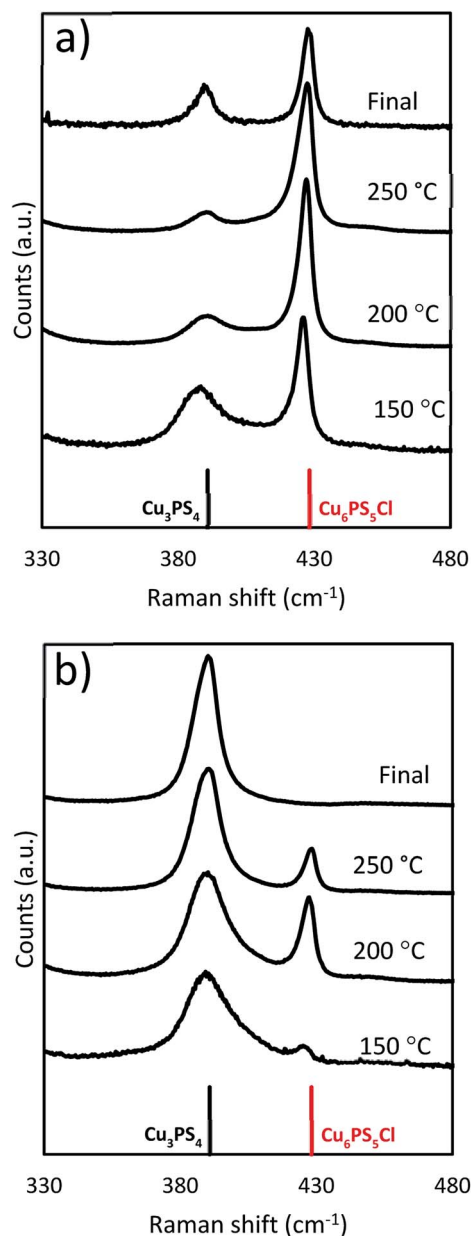 a)
Final
250 °C
200 °C
150 °C
Counts (a.u.)
Cu₃PS₄
Cu₆PS₅Cl
330 380 430 480
Raman shift (cm⁻¹)
b)
Final
250 °C
200 °C
150 °C
Counts (a.u.)
Cu₃PS₄
Cu₆PS₅Cl
330 380 430 480
Raman shift (cm⁻¹)